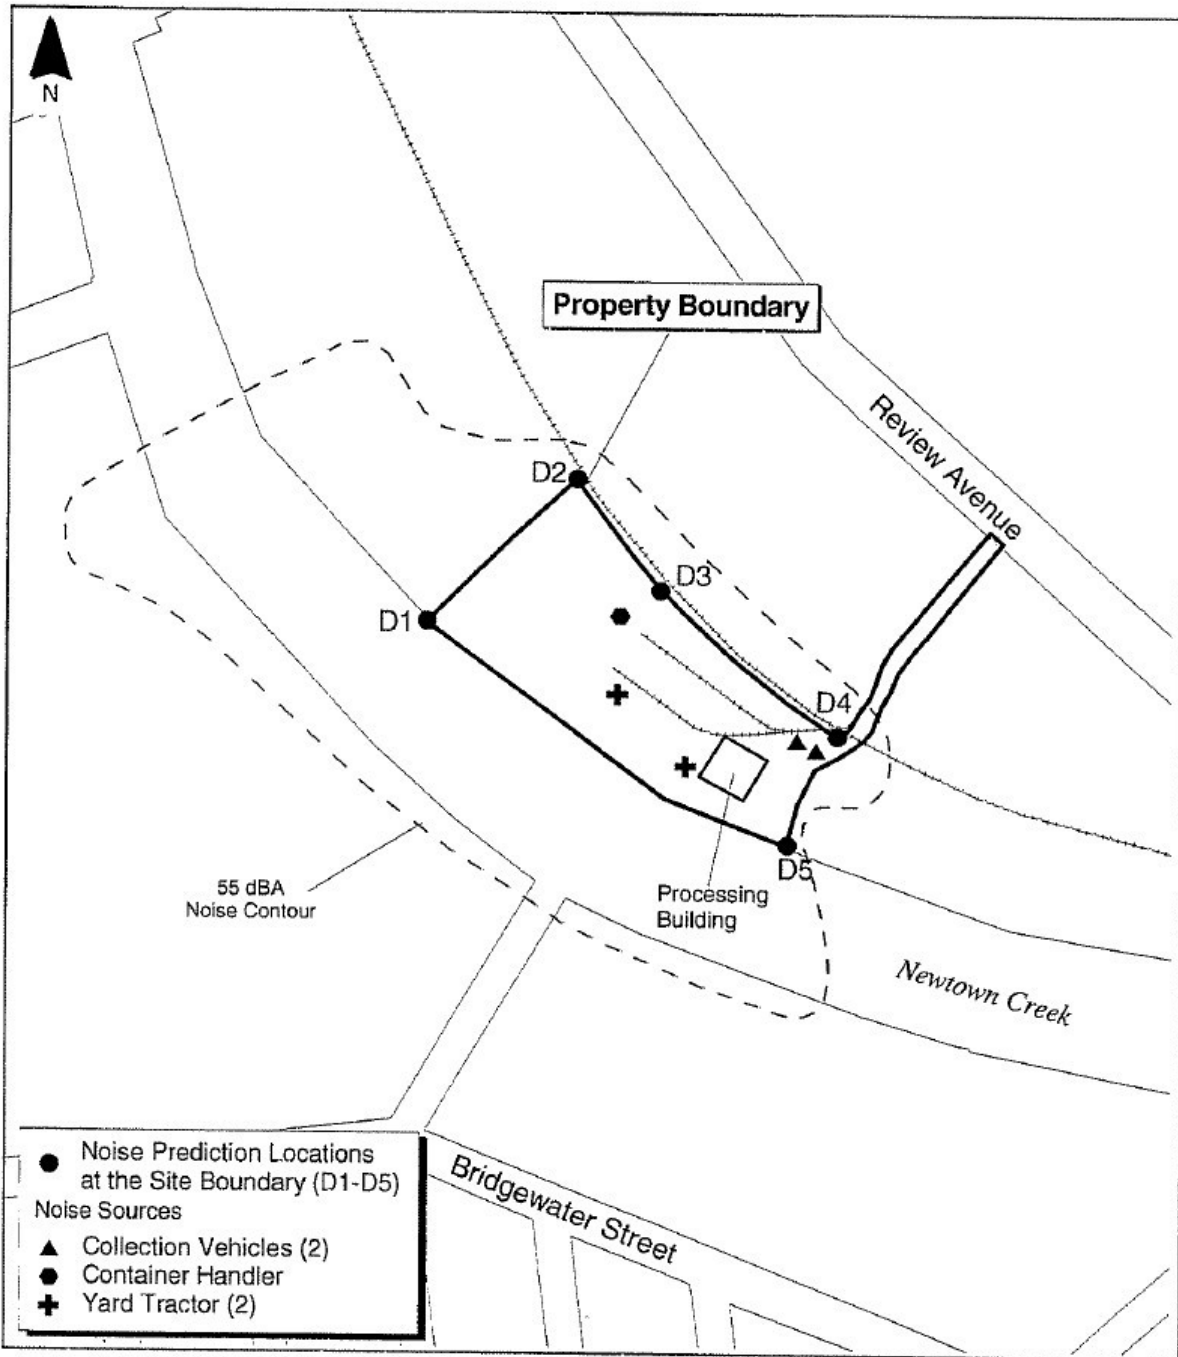 N
Property Boundary
Review Avenue
D2
D3
D1
D4
D5
55 dBA
Noise Contour
Processing
Building
Newtown Creek
Bridgewater Street
Noise Prediction Locations
at the Site Boundary (D1-D5)
Noise Sources
Collection Vehicles (2)
Container Handler
Yard Tractor (2)